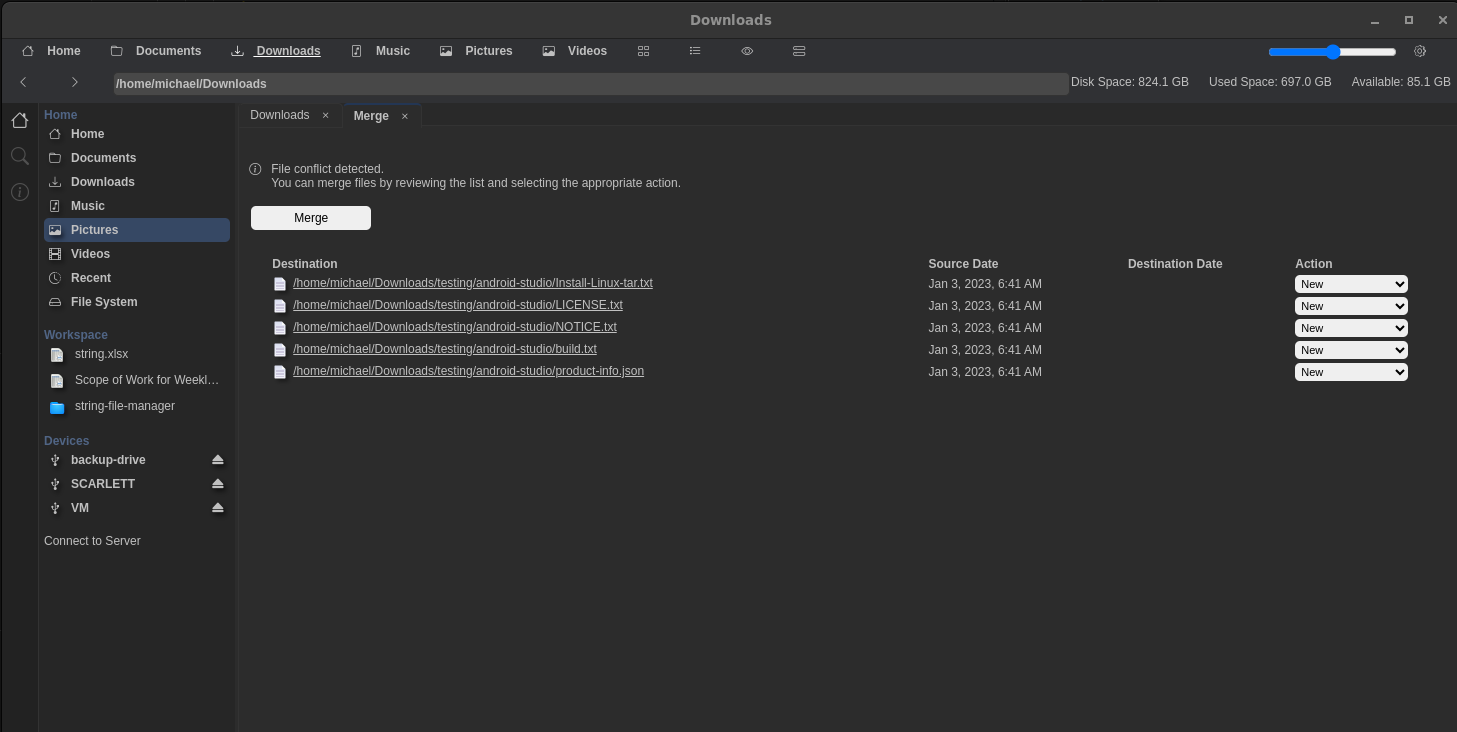 Downloads
Home Documents Downloads Music Pictures Videos
/home/michael/Downloads Disk Space: 824.1 GB Used Space: 697.0 GB Available: 85.1 GB
Home
Home
Documents
Downloads
Music
Pictures
Videos
Recent
File System
Workspace
string.xlsx
Scope of Work for Weekl…
string-file-manager
Devices
backup-drive
SCARLETT
VM
Connect to Server
Downloads × Merge ×
File conflict detected.
You can merge files by reviewing the list and selecting the appropriate action.
Merge
Destination Source Date Destination Date Action
/home/michael/Downloads/testing/android-studio/Install-Linux-tar.txt Jan 3, 2023, 6:41 AM New
/home/michael/Downloads/testing/android-studio/LICENSE.txt Jan 3, 2023, 6:41 AM New
/home/michael/Downloads/testing/android-studio/NOTICE.txt Jan 3, 2023, 6:41 AM New
/home/michael/Downloads/testing/android-studio/build.txt Jan 3, 2023, 6:41 AM New
/home/michael/Downloads/testing/android-studio/product-info.json Jan 3, 2023, 6:41 AM New